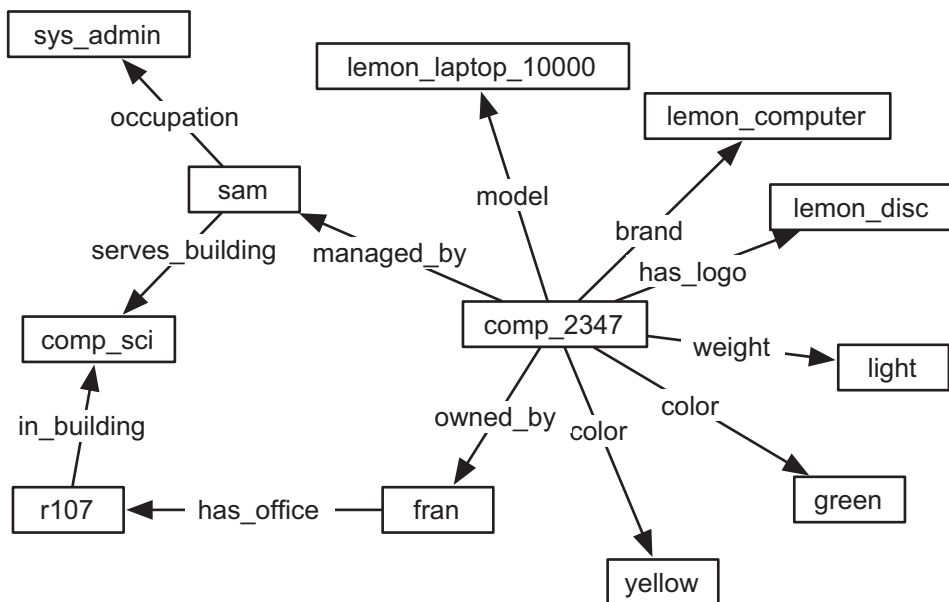 sys_admin
lemon_laptop_10000
lemon_computer
occupation
sam
model
lemon_disc
brand
serves_building
managed_by
has_logo
comp_sci
comp_2347
weight
light
color
in_building
owned_by
color
r107
has_office
fran
green
yellow